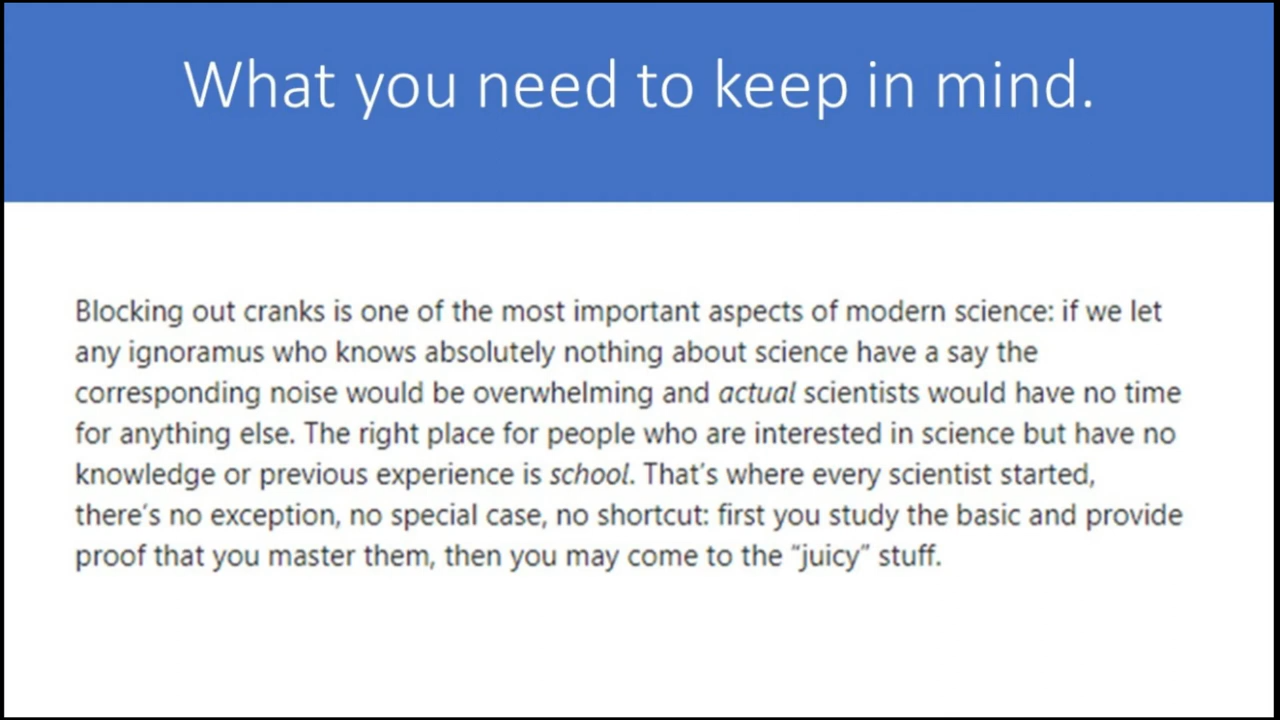 What you need to keep in mind.
Blocking out cranks is one of the most important aspects of modern science: if we let
any ignoramus who knows absolutely nothing about science have a say the
corresponding noise would be overwhelming and actual scientists would have no time
for anything else. The right place for people who are interested in science but have no
knowledge or previous experience is school. That's where every scientist started,
there's no exception, no special case, no shortcut: first you study the basic and provide
proof that you master them, then you may come to the "juicy" stuff.